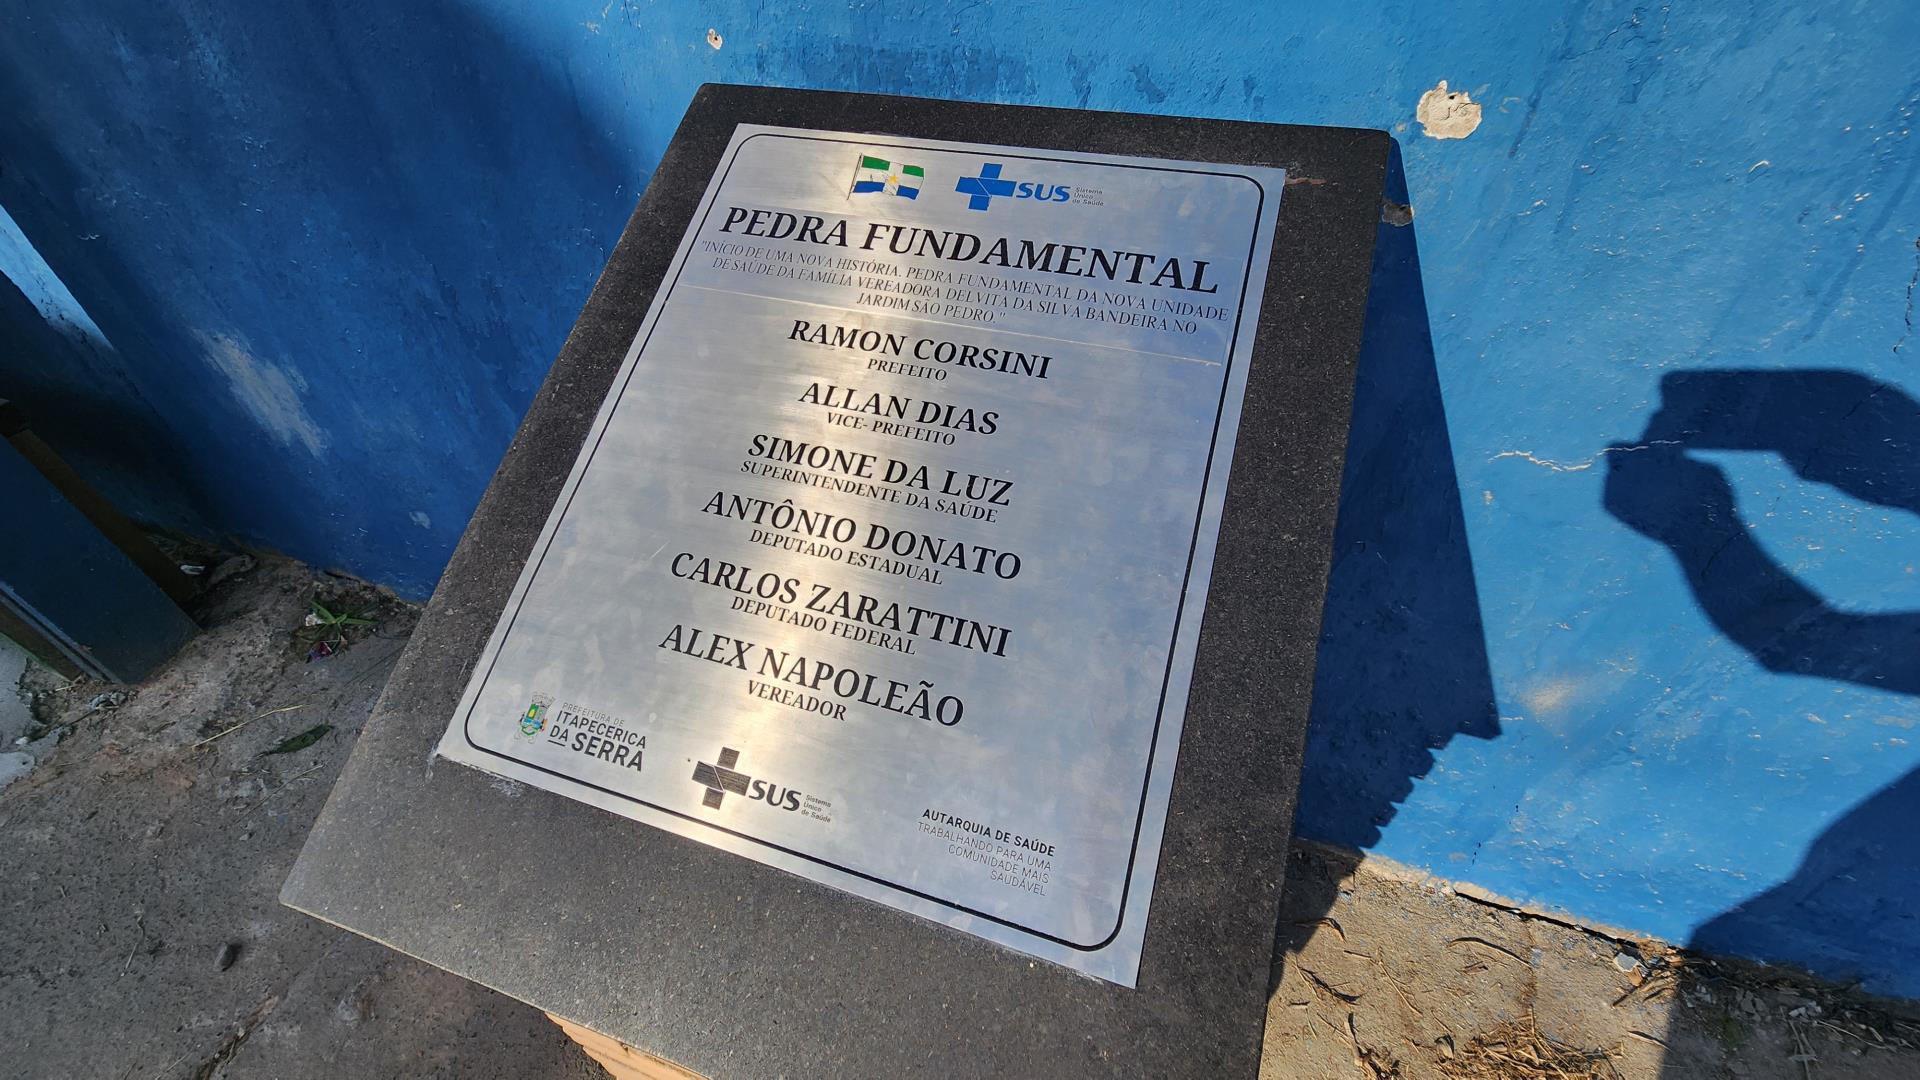 SUS Sistema
Único
de Saúde
PEDRA FUNDAMENTAL
"INÍCIO DE UMA NOVA HISTÓRIA. PEDRA FUNDAMENTAL DA NOVA UNIDADE
DE SAÚDE DA FAMÍLIA VEREADORA DELVITA DA SILVA BANDEIRA NO
JARDIM SÃO PEDRO."
RAMON CORSINI
PREFEITO
ALLAN DIAS
VICE- PREFEITO
SIMONE DA LUZ
SUPERINTENDENTE DA SAÚDE
ANTÔNIO DONATO
DEPUTADO ESTADUAL
CARLOS ZARATTINI
DEPUTADO FEDERAL
ALEX NAPOLEÃO
VEREADOR
PREFEITURA DE
ITAPECERICA
DA SERRA
SUS Sistema
Único
de Saúde
AUTARQUIA DE SAÚDE
TRABALHANDO PARA UMA
COMUNIDADE MAIS
SAUDÁVEL